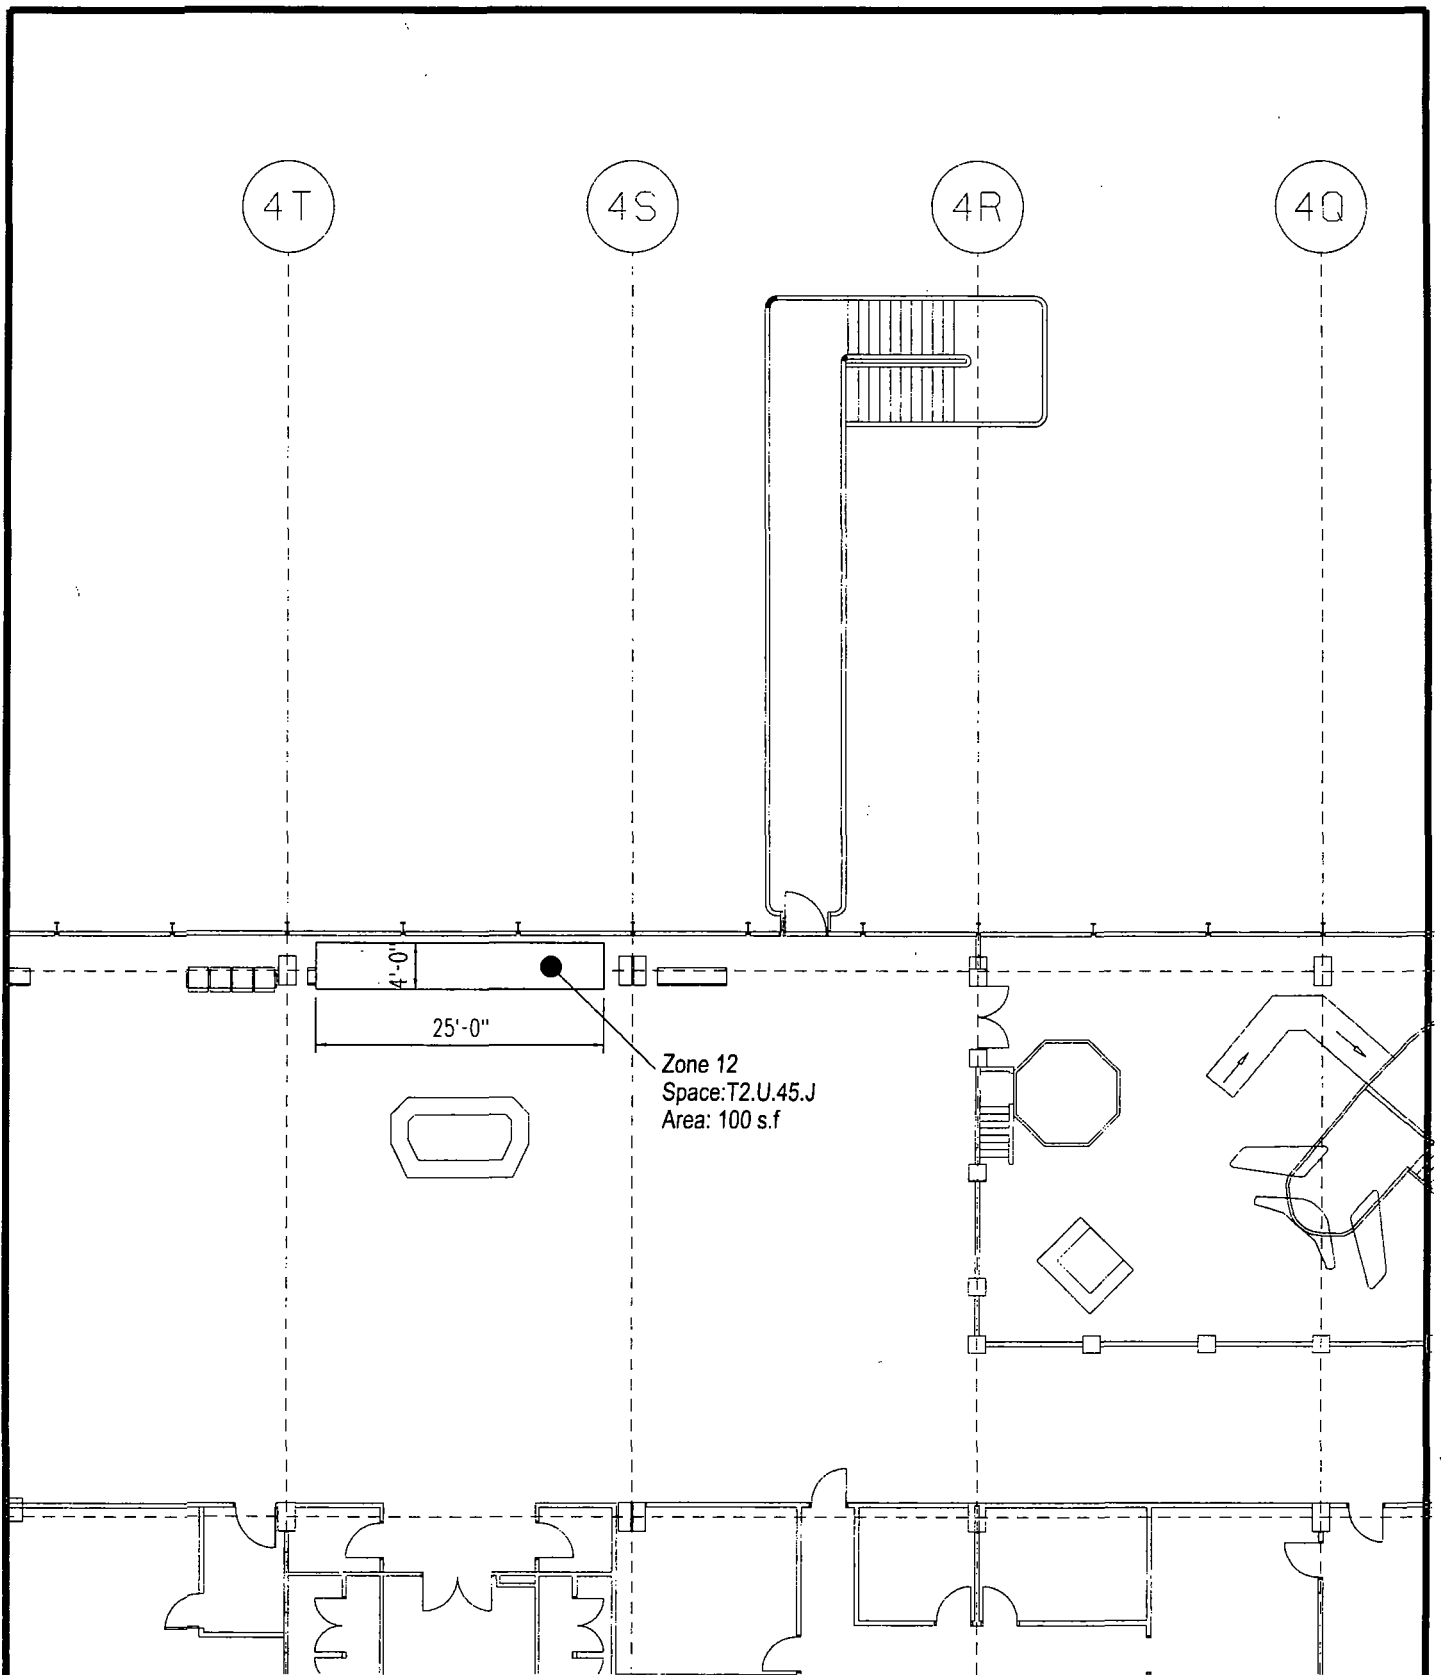 4T
4S
4R
4Q
4'-0"
25'-0"
Zone 12
Space:T2.U.45.J
Area: 100 s.f